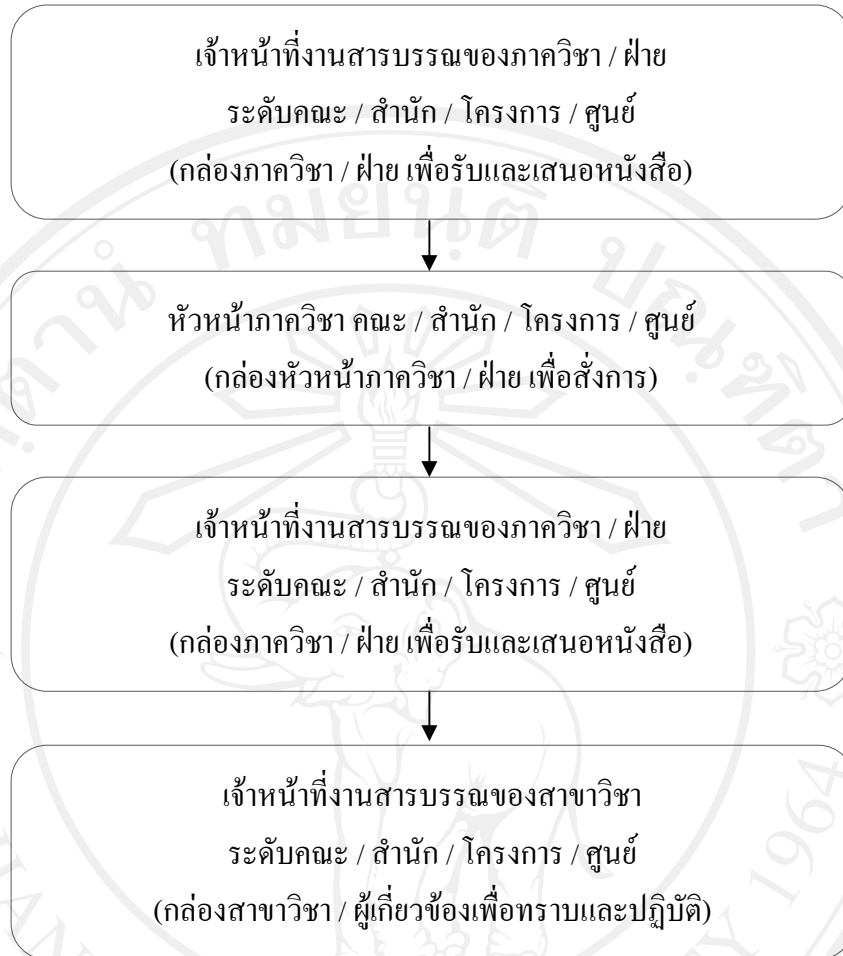 เจ้าหน้าที่งานสารบรรณของภาควิชา / ฝ่าย
ระดับคณะ / สำนัก / โครงการ / ศูนย์
(กล่องภาควิชา / ฝ่าย เพื่อรับและเสนอหนังสือ)
หัวหน้าภาควิชา คณะ / สำนัก / โครงการ / ศูนย์
(กล่องหัวหน้าภาควิชา / ฝ่าย เพื่อสั่งการ)
เจ้าหน้าที่งานสารบรรณของภาควิชา / ฝ่าย
ระดับคณะ / สำนัก / โครงการ / ศูนย์
(กล่องภาควิชา / ฝ่าย เพื่อรับและเสนอหนังสือ)
เจ้าหน้าที่งานสารบรรณของสาขาวิชา
ระดับคณะ / สำนัก / โครงการ / ศูนย์
(กล่องสาขาวิชา / ผู้เกี่ยวข้องเพื่อทราบและปฏิบัติ)
ทมยนฺติ
1964